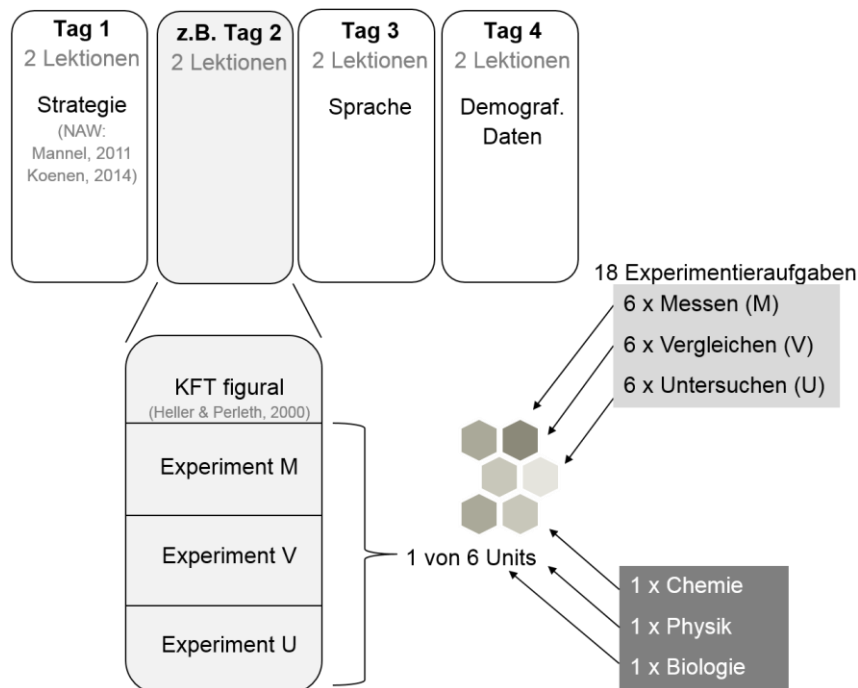 Tag 1
2 Lektionen
Strategie
(NAW:
Mannel, 2011
Koenen, 2014)
z.B. Tag 2
2 Lektionen
Tag 3
2 Lektionen
Sprache
Tag 4
2 Lektionen
Demograf.
Daten
18 Experimentieraufgaben
6 x Messen (M)
6 x Vergleichen (V)
6 x Untersuchen (U)
KFT figural
(Heller & Perleth, 2000)
Experiment M
Experiment V
Experiment U
1 von 6 Units
1 x Chemie
1 x Physik
1 x Biologie